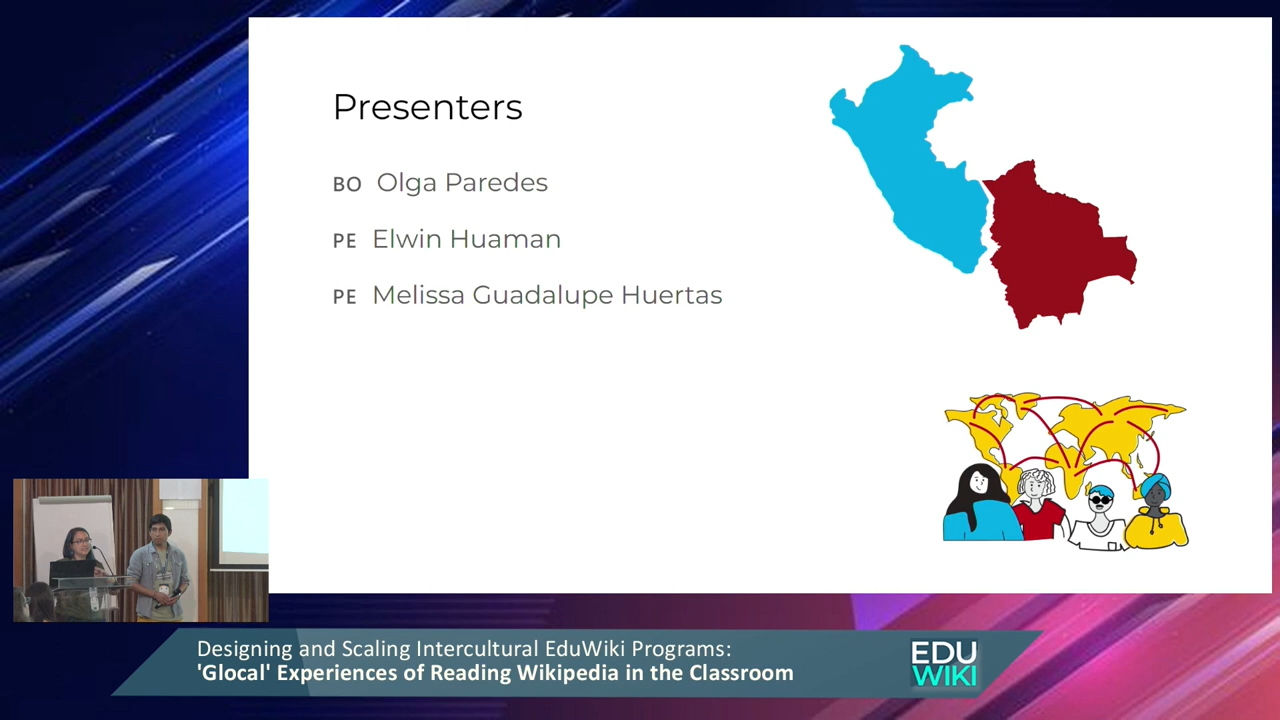 Presenters
BO Olga Paredes
PE Elwin Huaman
PE Melissa Guadalupe Huertas
Designing and Scaling Intercultural EduWiki Programs:
'Glocal' Experiences of Reading Wikipedia in the Classroom
EDU
WIKI